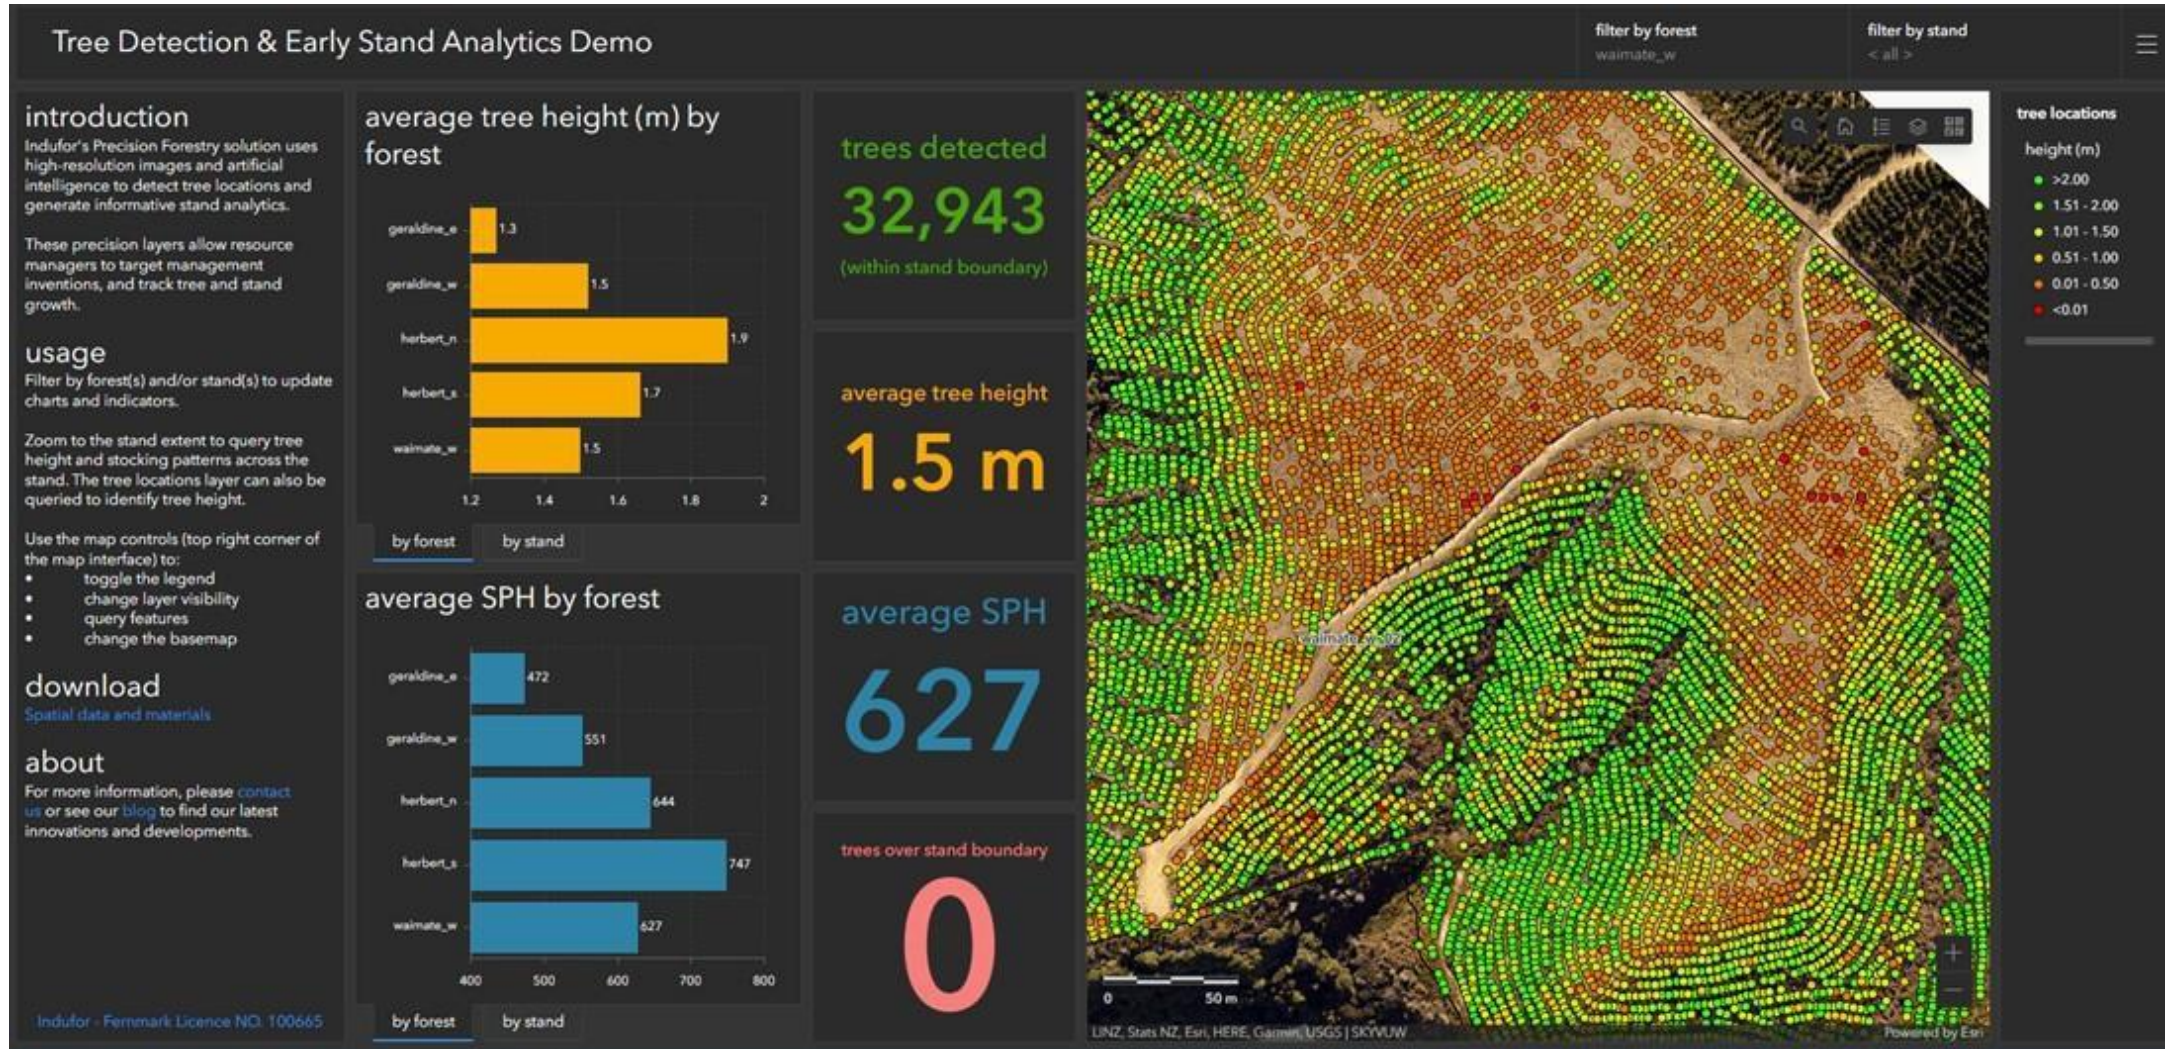 Tree Detection & Early Stand Analytics Demo
filter by forest
waimate_w
filter by stand
< all >
introduction
Indufor's Precision Forestry solution uses
high-resolution images and artificial
intelligence to detect tree locations and
generate informative stand analytics.
These precision layers allow resource
managers to target management
inventions, and track tree and stand
growth.
usage
Filter by forest(s) and/or stand(s) to update
charts and indicators.
Zoom to the stand extent to query tree
height and stocking patterns across the
stand. The tree locations layer can also be
queried to identify tree height.
Use the map controls (top right corner of
the map interface) to:
• toggle the legend
• change layer visibility
• query features
• change the basemap
download
Spatial data and materials
about
For more information, please contact
us or see our blog to find our latest
innovations and developments.
Indufor - Fernmark Licence NO. 100665
average tree height (m) by
forest
geraldine_e 1.3
geraldine_w 1.5
herbert_n 1.9
herbert_s 1.7
waimate_w 1.5
1.2 1.4 1.6 1.8 2
by forest by stand
average SPH by forest
geraldine_e 472
geraldine_w 551
herbert_n 644
herbert_s 747
waimate_w 627
400 500 600 700 800
by forest by stand
trees detected
32,943
(within stand boundary)
average tree height
1.5 m
average SPH
627
trees over stand boundary
0
0 50 m
LINZ, Stats NZ, Esri, HERE, Garmin, USGS | SKYVUW
Powered by Esri
tree locations
height (m)
>2.00
1.51 - 2.00
1.01 - 1.50
0.51 - 1.00
0.01 - 0.50
<0.01